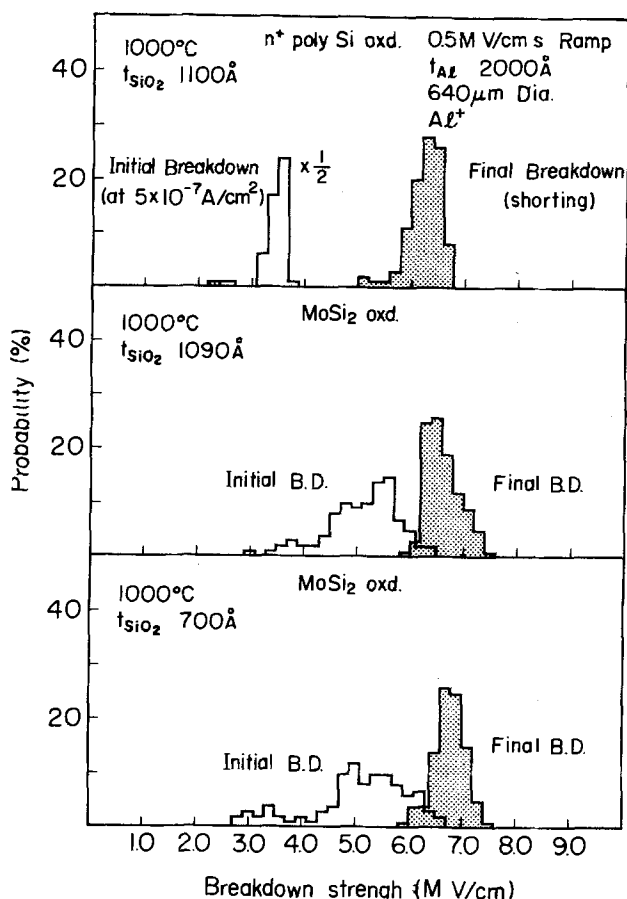 1000°C
t_SiO₂ 1100Å
n⁺ poly Si oxd.
0.5M V/cm s Ramp
t_Aℓ 2000Å
640μm Dia.
Aℓ⁺
Initial Breakdown
(at 5×10⁻⁷A/cm²)
× 1/2
Final Breakdown
(shorting)
40
20
1000°C
t_SiO₂ 1090Å
MoSi₂ oxd.
Initial B.D.
Final B.D.
40
20
Probability (%)
1000°C
t_SiO₂ 700Å
MoSi₂ oxd.
Initial B.D.
Final B.D.
40
20
1.0 2.0 3.0 4.0 5.0 6.0 7.0 8.0 9.0
Breakdown strengh (M V/cm)